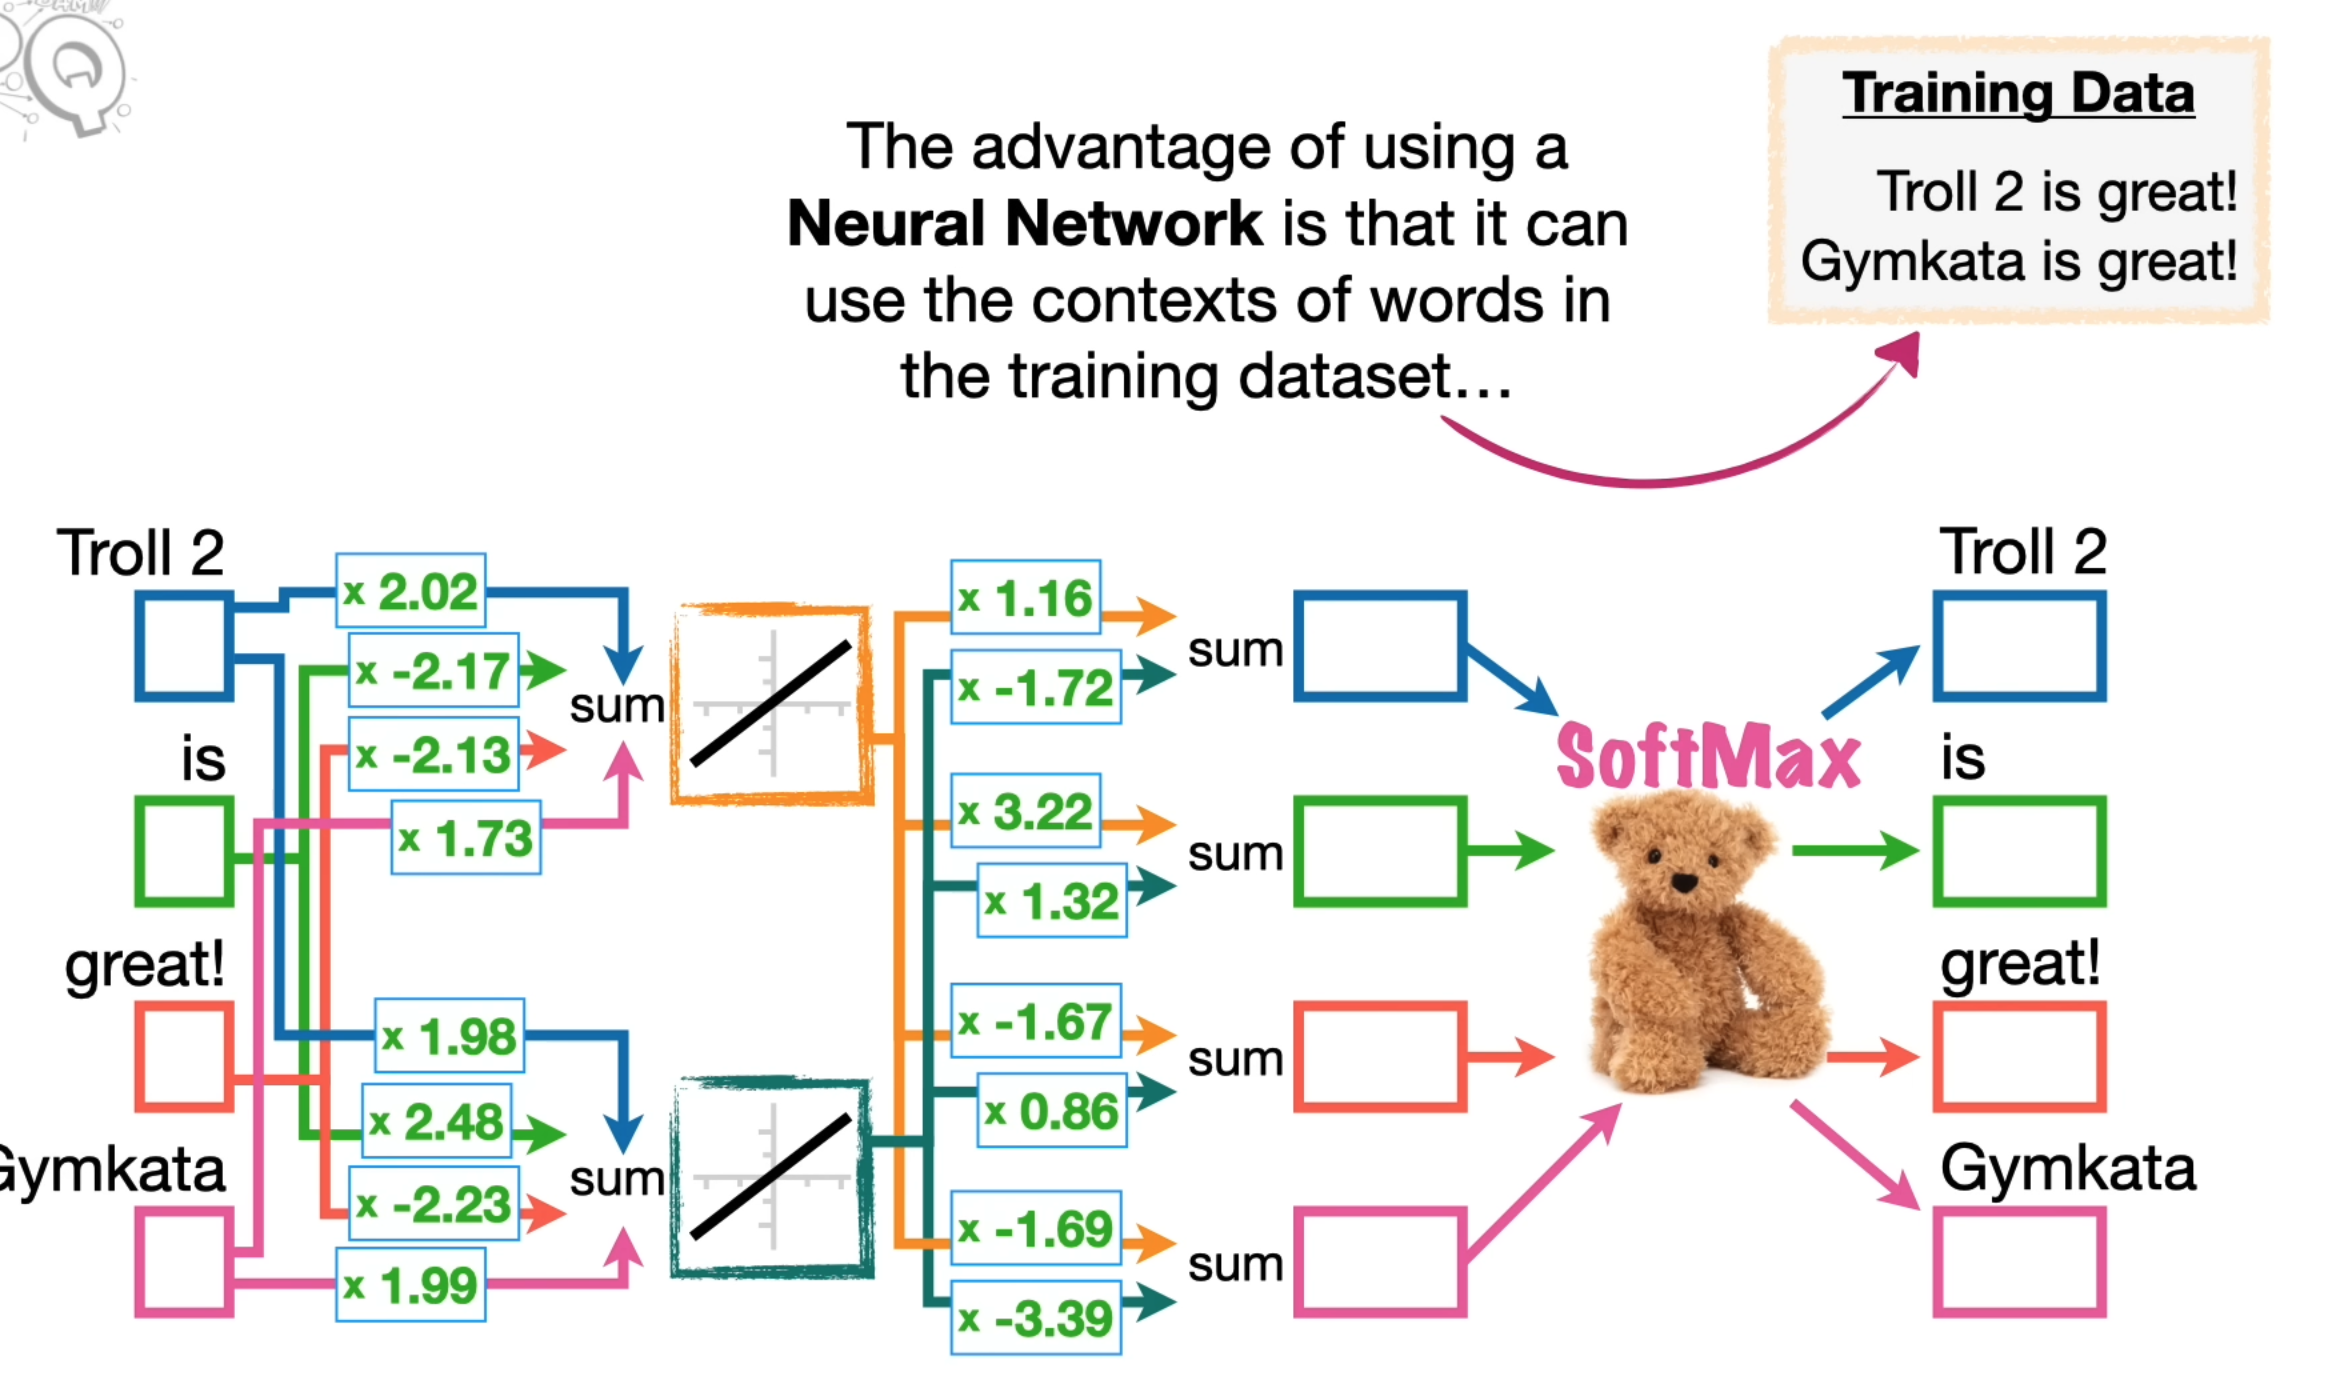 The advantage of using a
Neural Network is that it can
use the contexts of words in
the training dataset…
Training Data
Troll 2 is great!
Gymkata is great!
Troll 2
is
great!
Gymkata
x 2.02
x -2.17
x -2.13
x 1.73
sum
x 1.98
x 2.48
x -2.23
x 1.99
sum
x 1.16
x -1.72
sum
x 3.22
x 1.32
sum
x -1.67
x 0.86
sum
x -1.69
x -3.39
sum
SoftMax
Troll 2
is
great!
Gymkata